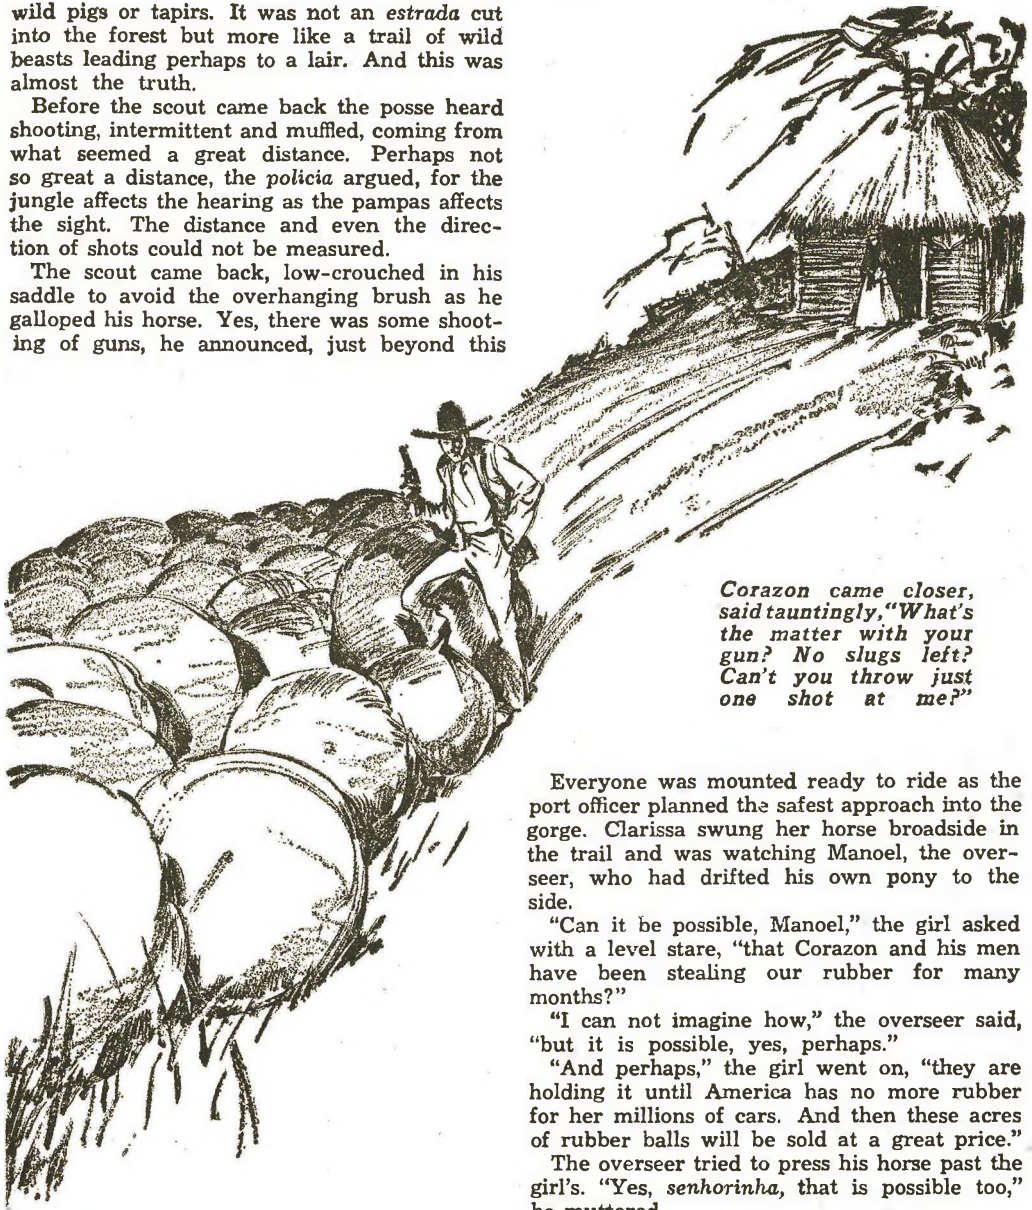 wild pigs or tapirs. It was not an estrada cut
into the forest but more like a trail of wild
beasts leading perhaps to a lair. And this was
almost the truth.
Before the scout came back the posse heard
shooting, intermittent and muffled, coming from
what seemed a great distance. Perhaps not
so great a distance, the policia argued, for the
jungle affects the hearing as the pampas affects
the sight. The distance and even the direc-
tion of shots could not be measured.
The scout came back, low-crouched in his
saddle to avoid the overhanging brush as he
galloped his horse. Yes, there was some shoot-
ing of guns, he announced, just beyond this
Corazon came closer,
said tauntingly, “What’s
the matter with your
gun? No slugs left?
Can’t you throw just
one shot at me?”
Everyone was mounted ready to ride as the
port officer planned the safest approach into the
gorge. Clarissa swung her horse broadside in
the trail and was watching Manoel, the over-
seer, who had drifted his own pony to the
side.
“Can it be possible, Manoel,” the girl asked
with a level stare, “that Corazon and his men
have been stealing our rubber for many
months?”
“I can not imagine how,” the overseer said,
“but it is possible, yes, perhaps.”
“And perhaps,” the girl went on, “they are
holding it until America has no more rubber
for her millions of cars. And then these acres
of rubber balls will be sold at a great price.”
The overseer tried to press his horse past the
girl’s. “Yes, senhorinha, that is possible too,”
he muttered